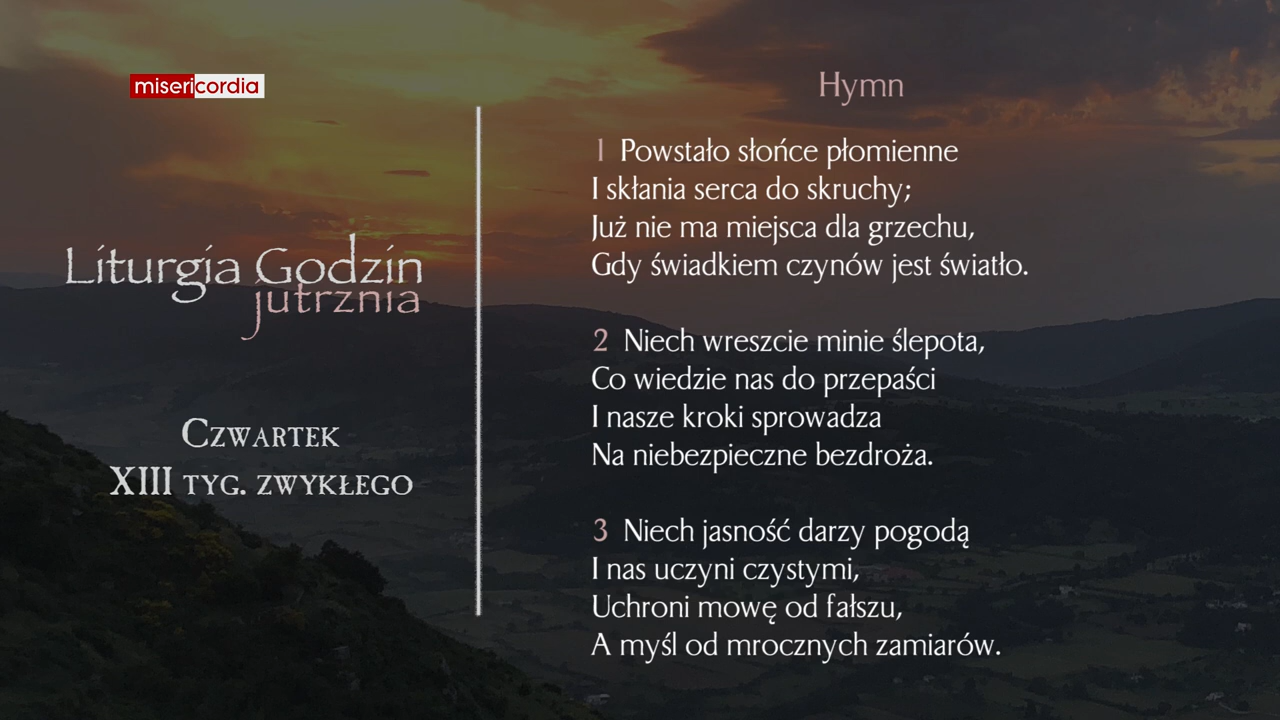 misericordia
Liturgia Godzin
jutrznia
Czwartek
XIII tyg. zwykłego
Hymn
1 Powstało słońce płomienne
I skłania serca do skruchy;
Już nie ma miejsca dla grzechu,
Gdy świadkiem czynów jest światło.
2 Niech wreszcie minie ślepota,
Co wiedzie nas do przepaści
I nasze kroki sprowadza
Na niebezpieczne bezdroża.
3 Niech jasność darzy pogodą
I nas uczyni czystymi,
Uchroni mowę od fałszu,
A myśl od mrocznych zamiarów.